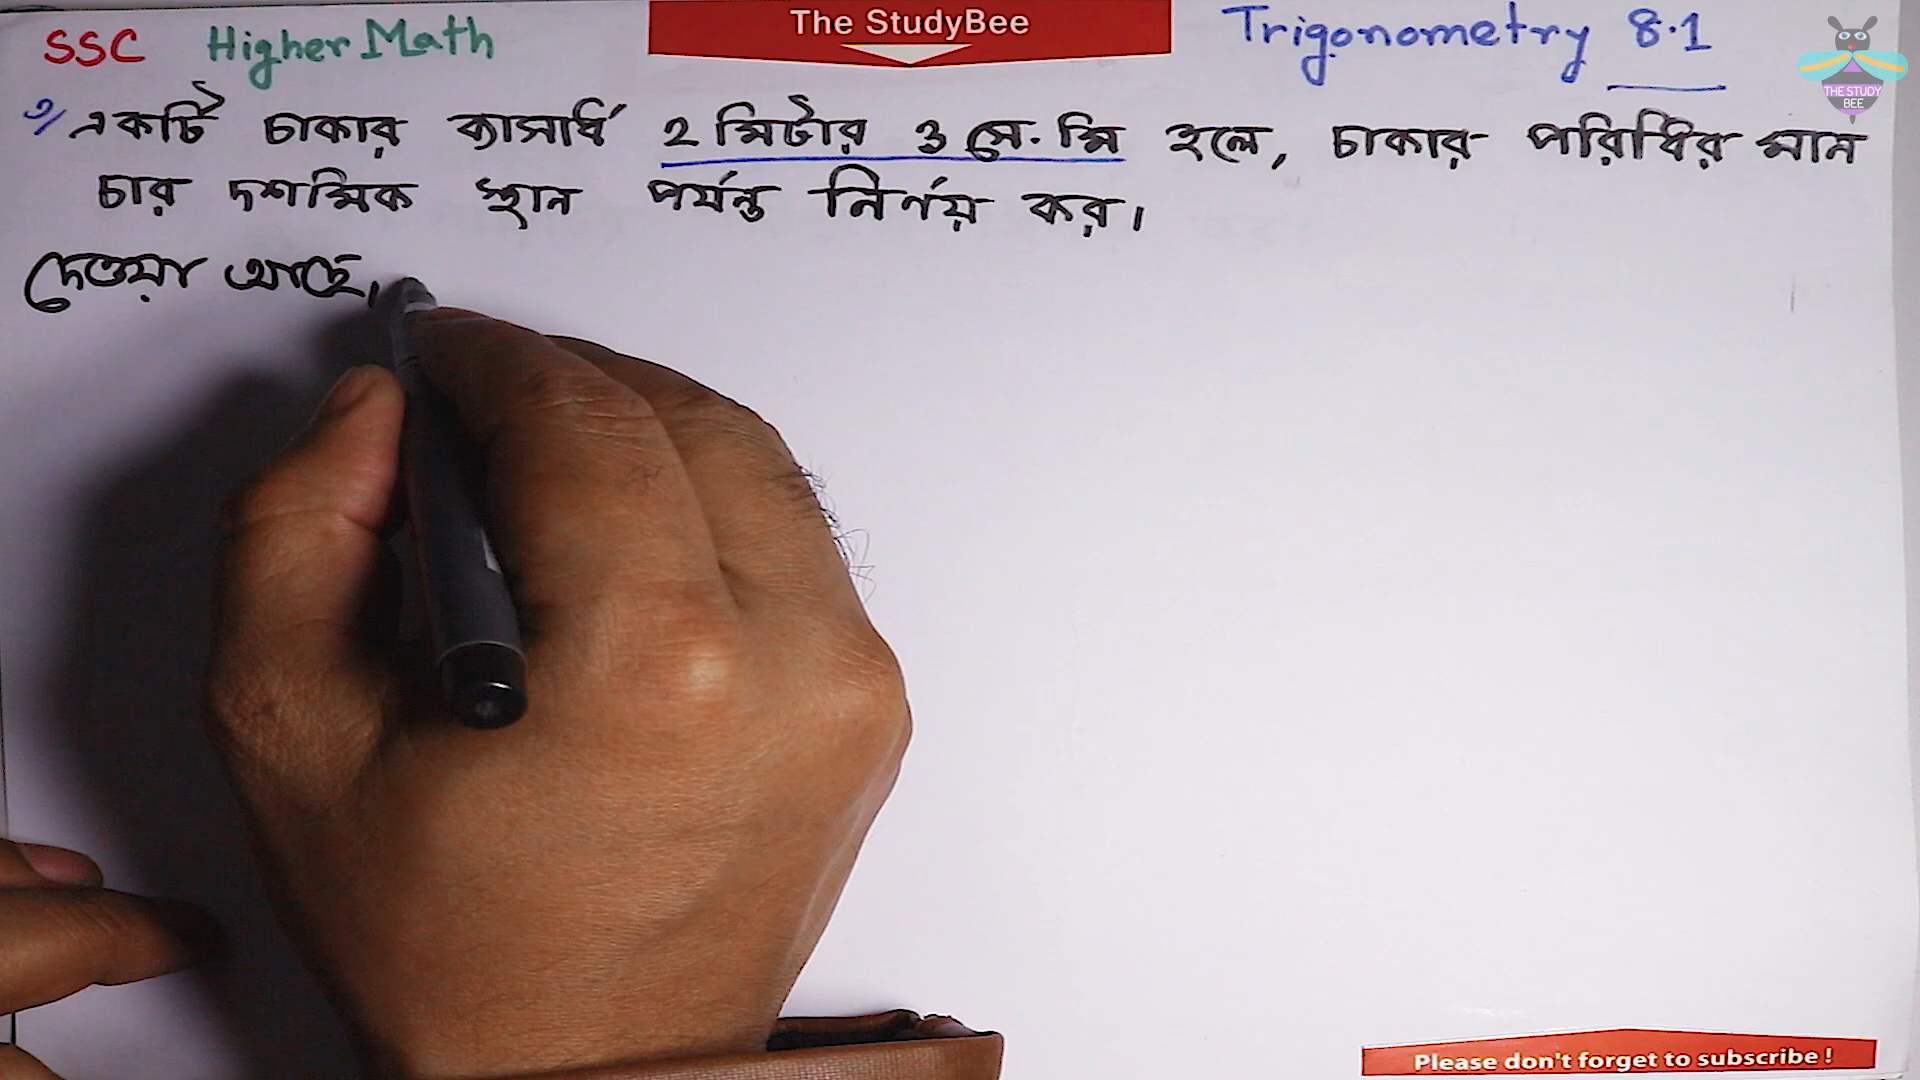 The StudyBee
SSC Higher Math
Trigonometry 8.1
THE STUDY
BEE
৩/ একটি চাকার ব্যাসার্ধ 2 মিটার 3 সে. মি হলে, চাকার পরিধির মান
চার দশমিক স্থান পর্যন্ত নির্ণয় কর।
দেওয়া আছে,
Please don't forget to subscribe !